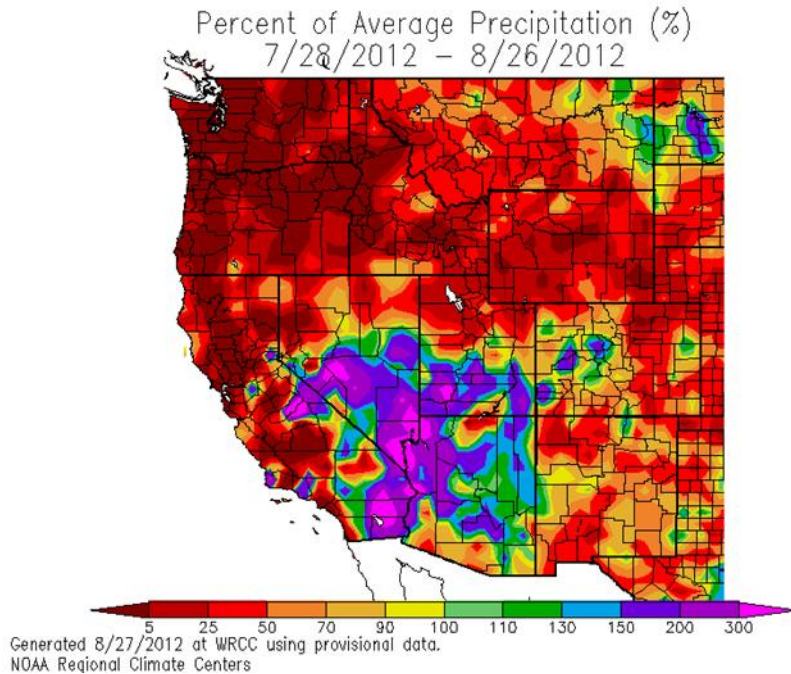 Percent of Average Precipitation (%)
7/28/2012 – 8/26/2012
5 25 50 70 90 100 110 130 150 200 300
Generated 8/27/2012 at WRCC using provisional data.
NOAA Regional Climate Centers